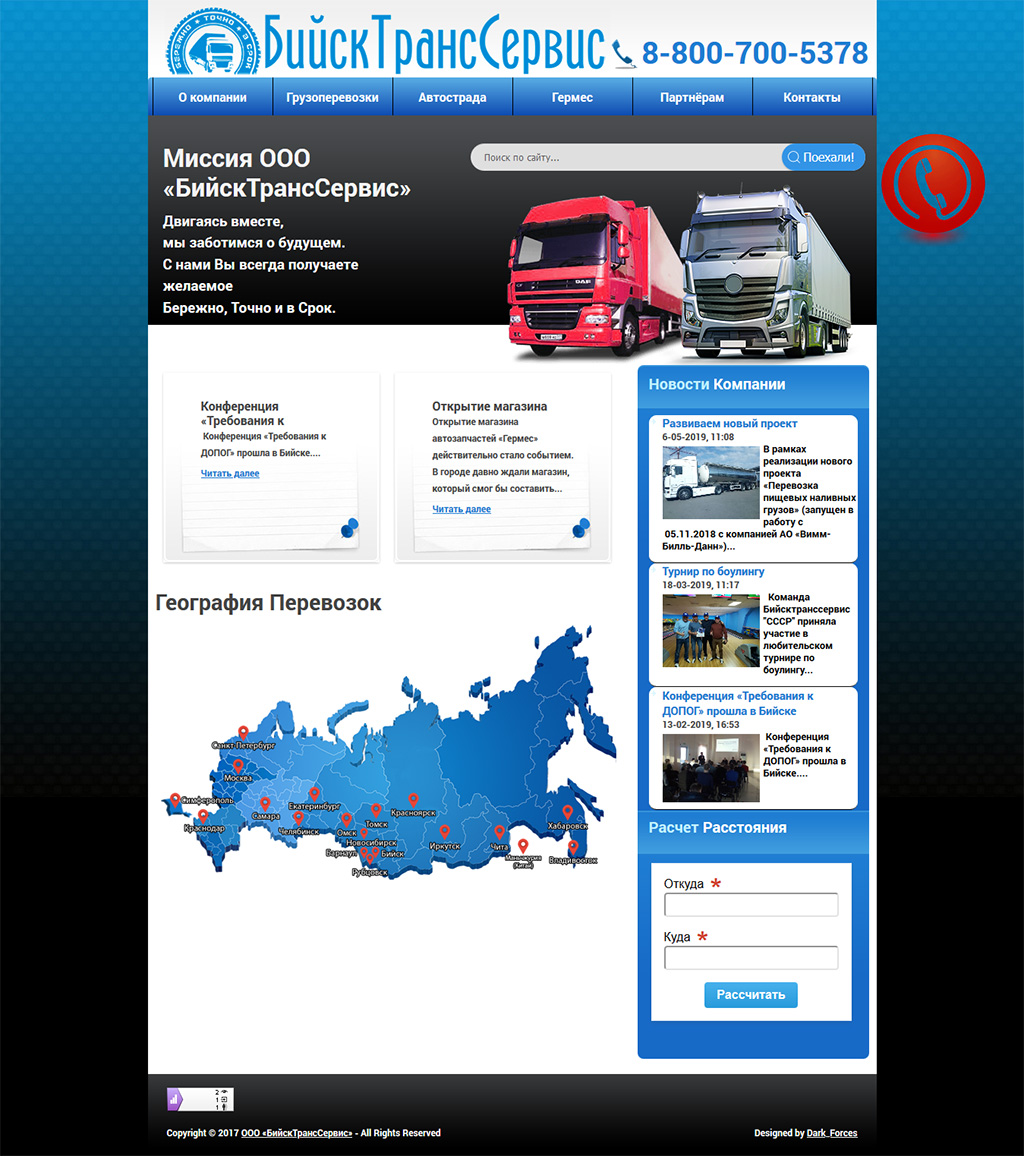 БЕРЕЖНО ★ ТОЧНО ★ В СРОК
БийскТрансСервис
8-800-700-5378
О компании
Грузоперевозки
Автострада
Гермес
Партнёрам
Контакты
Миссия ООО
«БийскТрансСервис»
Поиск по сайту...
Поехали!
Двигаясь вместе,
мы заботимся о будущем.
С нами Вы всегда получаете
желаемое
Бережно, Точно и в Срок.
DAF
Конференция
«Требования к
Конференция «Требования к
ДОПОГ» прошла в Бийске....
Читать далее
Открытие магазина
Открытие магазина
автозапчастей «Гермес»
действительно стало событием.
В городе давно ждали магазин,
который смог бы составить...
Читать далее
География Перевозок
Санкт-Петербург
Москва
Симферополь
Краснодар
Самара
Екатеринбург
Челябинск
Омск
Томск
Красноярск
Новосибирск
Барнаул
Бийск
Рубцовск
Иркутск
Чита
Маньчжурия
(Китай)
Хабаровск
Владивосток
Новости Компании
Развиваем новый проект
6-05-2019, 11:08
В рамках
реализации нового
проекта
«Перевозка
пищевых наливных
грузов» (запущен в
работу с
05.11.2018 с компанией АО «Вимм-
Билль-Данн»)...
Турнир по боулингу
18-03-2019, 11:17
Команда
Бийсктранссервис
"СССР" приняла
участие в
любительском
турнире по
боулингу...
Конференция «Требования к
ДОПОГ» прошла в Бийске
13-02-2019, 16:53
Конференция
«Требования к
ДОПОГ» прошла в
Бийске....
Расчет Расстояния
Откуда *
Куда *
Рассчитать
2
1
1
Copyright © 2017 ООО «БийскТрансСервис» - All Rights Reserved
Designed by Dark_Forces